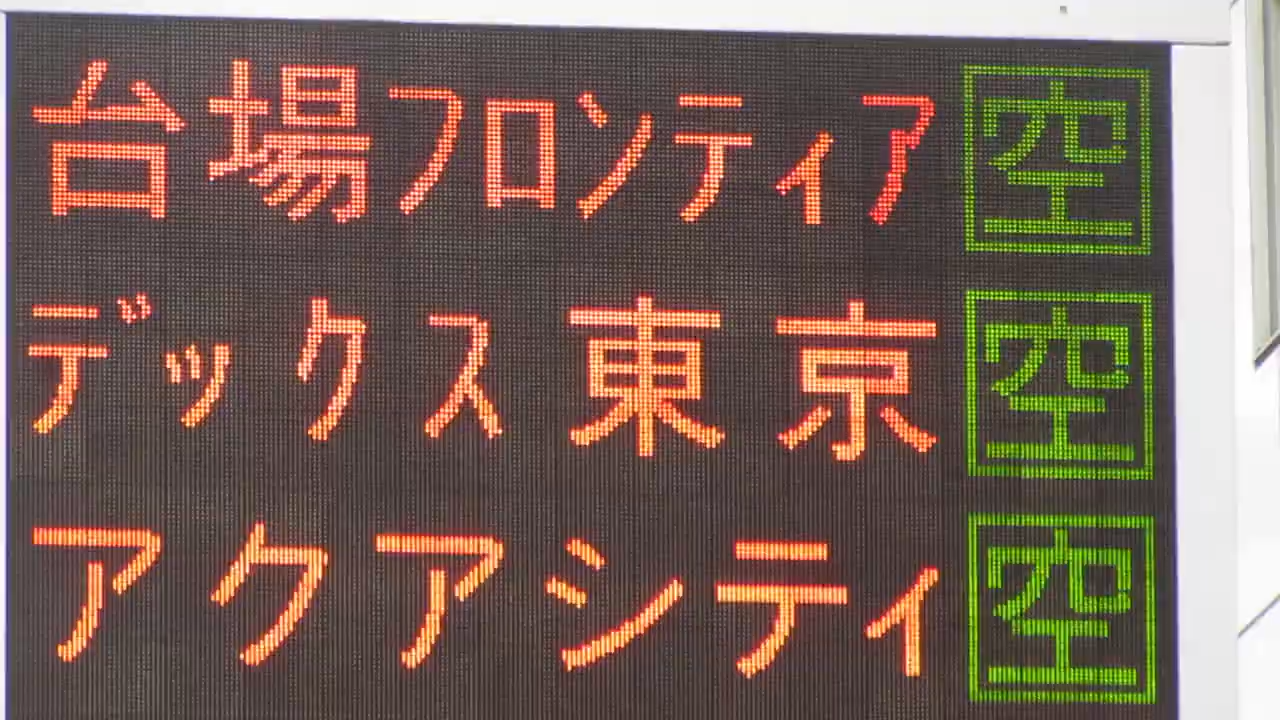 台場フロンティア 空
デックス東京 空
アクアシティ 空